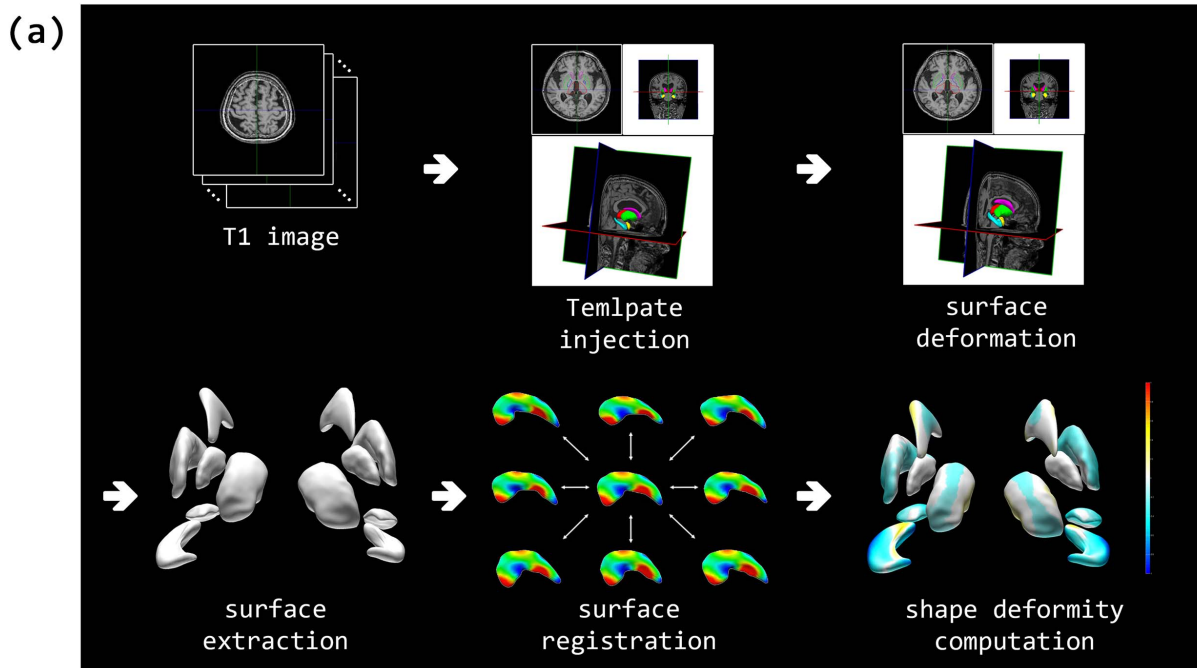 (a)
T1 image
Temlpate
injection
surface
deformation
surface
extraction
surface
registration
shape deformity
computation